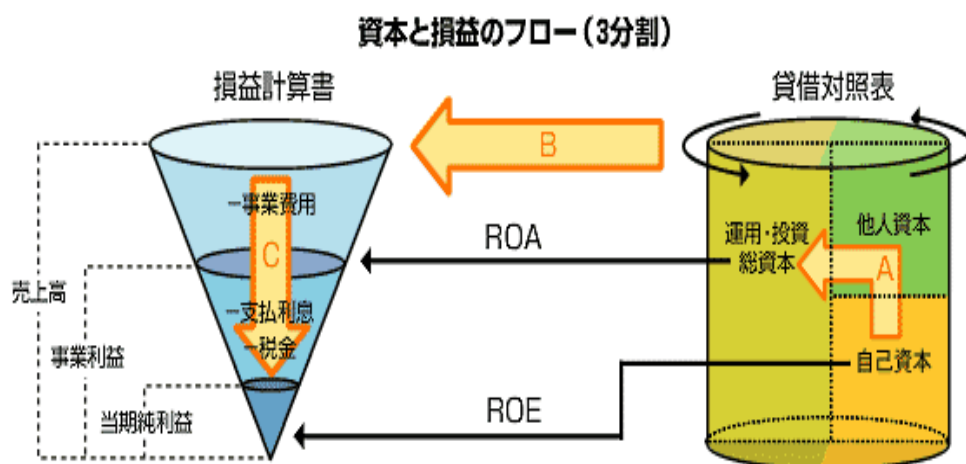 資本と損益のフロー（3分割）
損益計算書
貸借対照表
B
－事業費用
C
ROA
運用・投資
総資本
他人資本
A
売上高
－支払利息
－税金
事業利益
自己資本
当期純利益
ROE